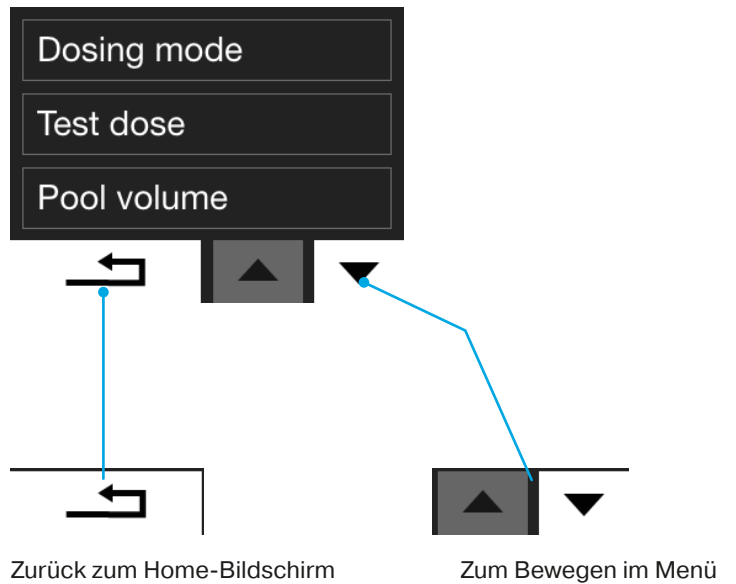 Dosing mode
Test dose
Pool volume
Zurück zum Home-Bildschirm
Zum Bewegen im Menü